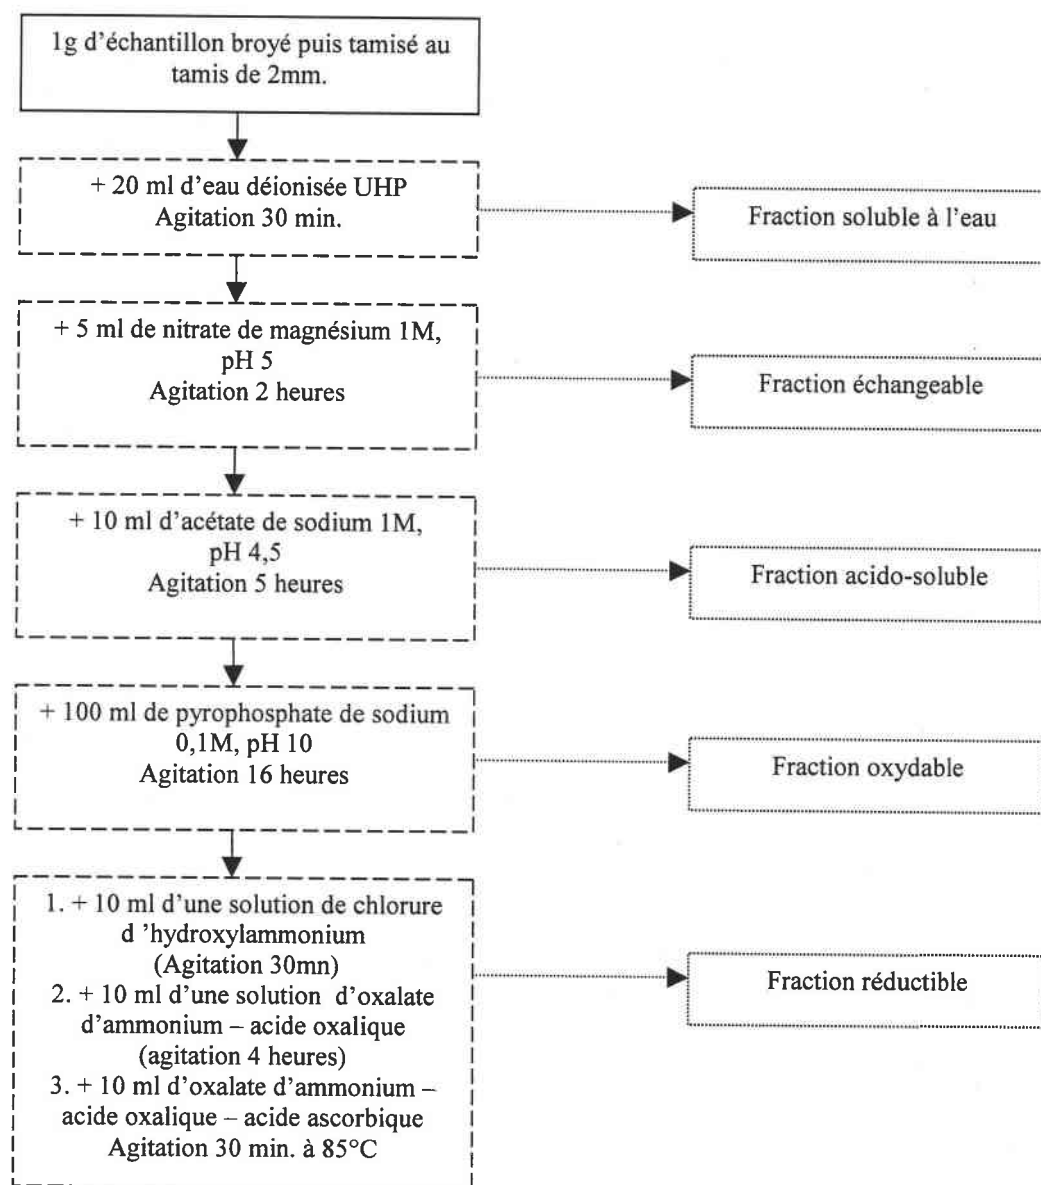 1g d'échantillon broyé puis tamisé au
tamis de 2mm.
+ 20 ml d'eau déionisée UHP
Agitation 30 min.
Fraction soluble à l'eau
+ 5 ml de nitrate de magnésium 1M,
pH 5
Agitation 2 heures
Fraction échangeable
+ 10 ml d'acétate de sodium 1M,
pH 4,5
Agitation 5 heures
Fraction acido-soluble
+ 100 ml de pyrophosphate de sodium
0,1M, pH 10
Agitation 16 heures
Fraction oxydable
1. + 10 ml d'une solution de chlorure
d 'hydroxylammonium
(Agitation 30mn)
2. + 10 ml d'une solution d'oxalate
d'ammonium – acide oxalique
(agitation 4 heures)
3. + 10 ml d'oxalate d'ammonium –
acide oxalique – acide ascorbique
Agitation 30 min. à 85°C
Fraction réductible